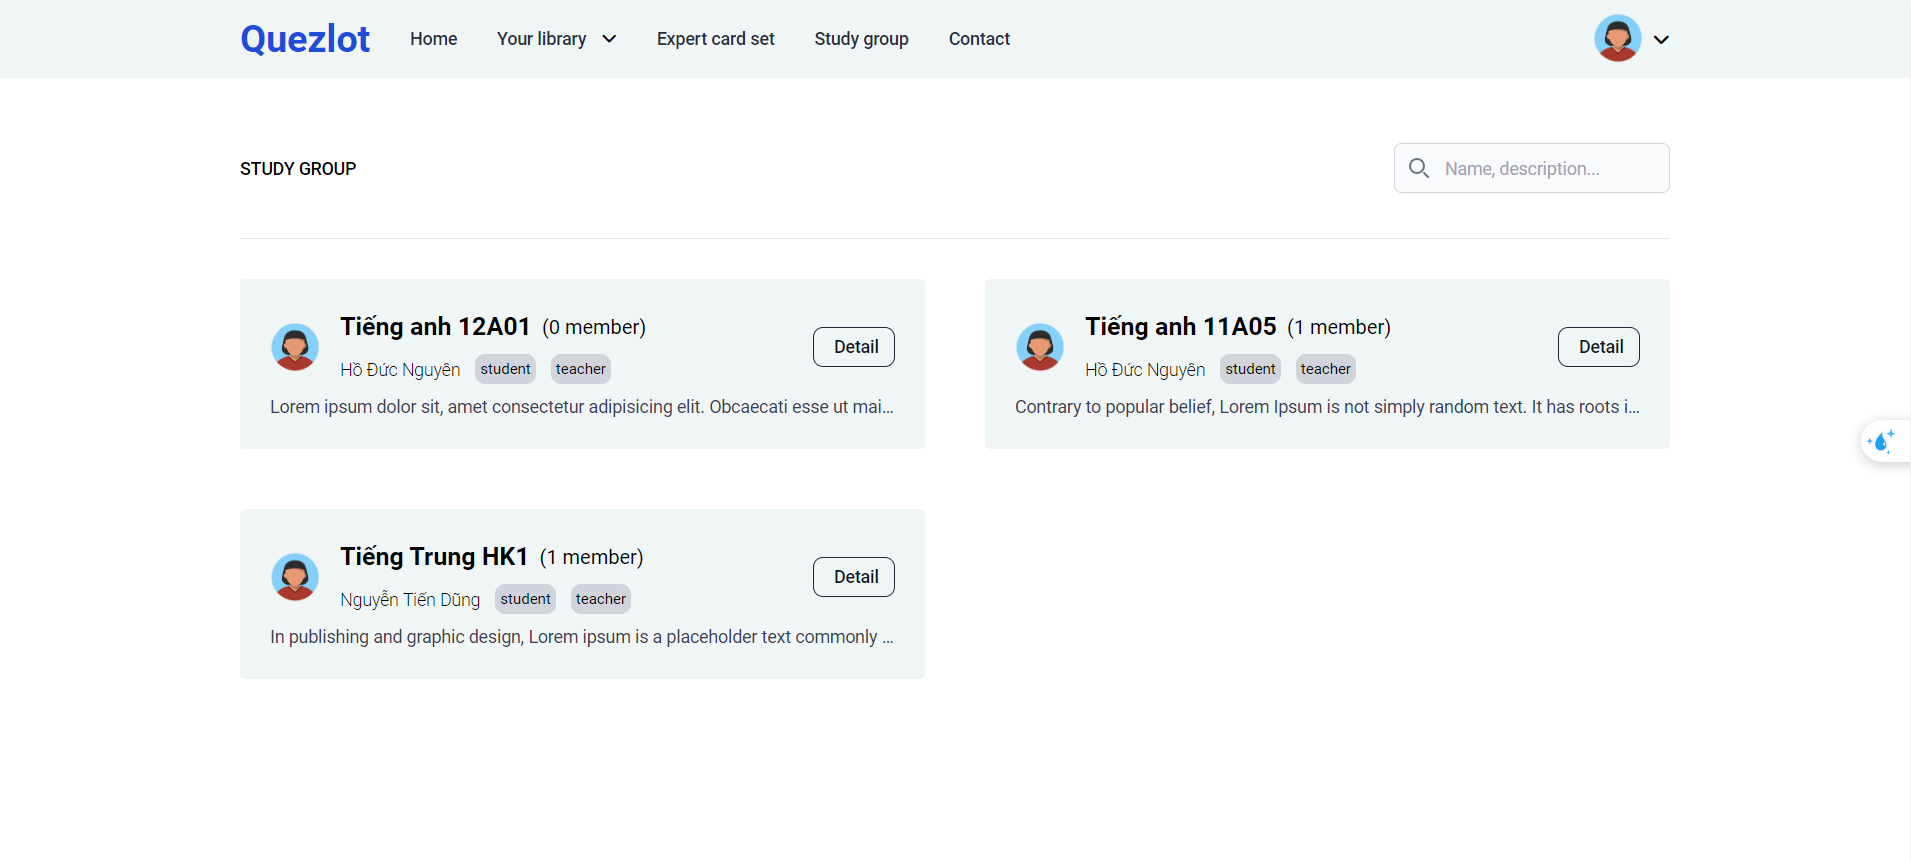 Quezlot Home Your library Expert card set Study group Contact
STUDY GROUP Name, description...
Tiếng anh 12A01 (0 member)
Hồ Đức Nguyên student teacher
Detail
Lorem ipsum dolor sit, amet consectetur adipisicing elit. Obcaecati esse ut mai...
Tiếng anh 11A05 (1 member)
Hồ Đức Nguyên student teacher
Detail
Contrary to popular belief, Lorem Ipsum is not simply random text. It has roots i...
Tiếng Trung HK1 (1 member)
Nguyễn Tiến Dũng student teacher
Detail
In publishing and graphic design, Lorem ipsum is a placeholder text commonly ...